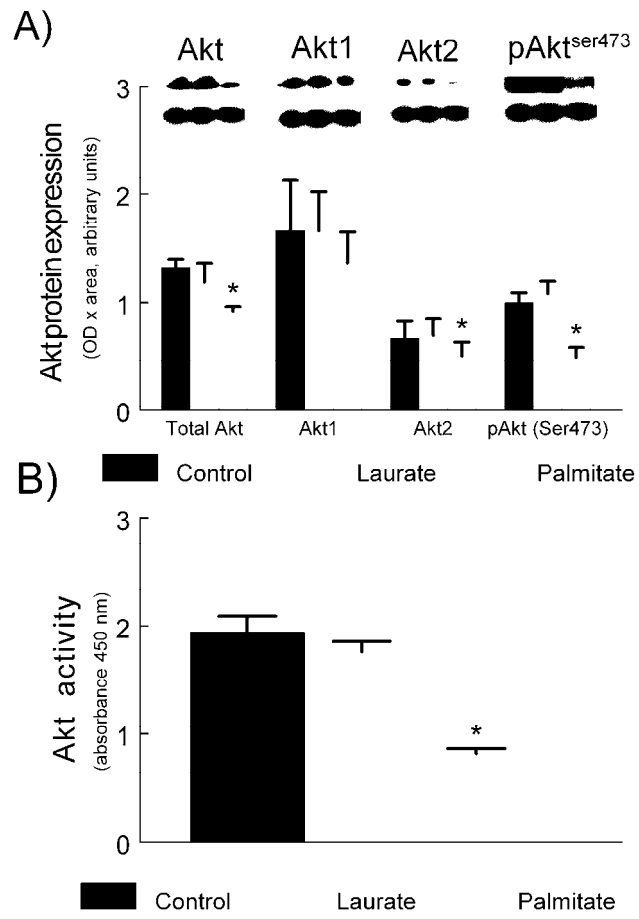 A)
Akt Akt1 Akt2 pAkt ser473
Akt protein expression
(OD x area, arbitrary units)
3
2
1
0
* * *
Total Akt Akt1 Akt2 pAkt (Ser473)
Control Laurate Palmitate
B)
Akt activity
(absorbance 450 nm)
3
2
1
0
*
Control Laurate Palmitate